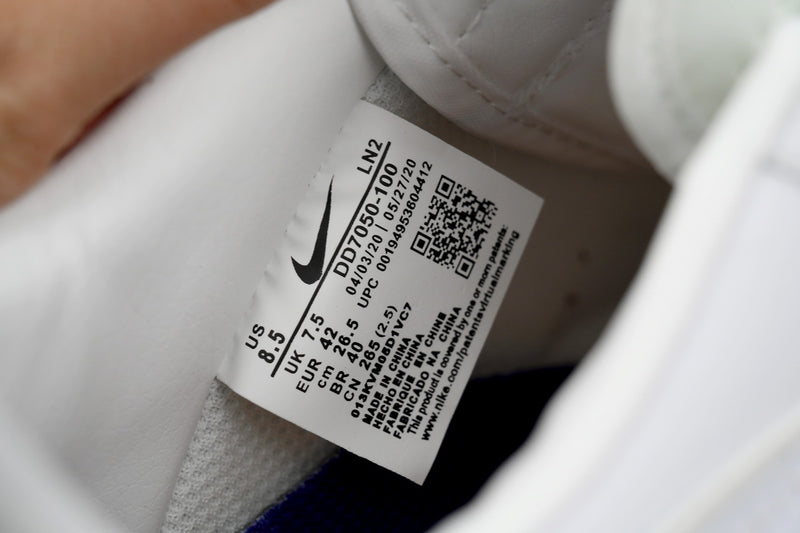 US 8.5
LN2
UK 7.5
EUR 42
cm 26.5
BR 40
CN 265 (2.5)
DD7050-100
04/03/20 | 05/27/20
UPC 00194953604412
013KVM08D1VC7
MADE IN CHINA
HECHO EN CHINA
FABRIQUE EN CHINE
FABRICADO NA CHINA
This product is covered by one or more patents:
www.nike.com/patentsvirtualmarking